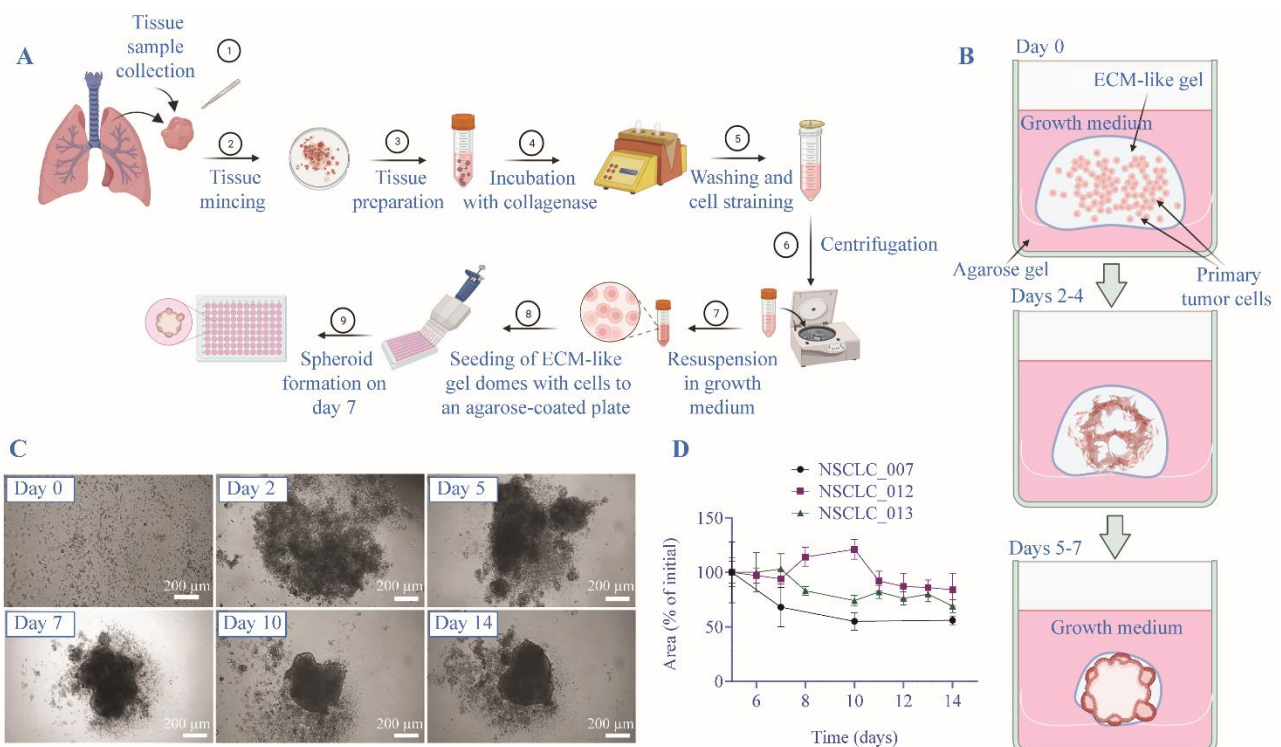 A
Tissue
sample
collection
1
2
Tissue
mincing
3
Tissue
preparation
4
Incubation
with collagenase
5
Washing and
cell straining
6
Centrifugation
7
Resuspension
in growth
medium
8
Seeding of ECM-like
gel domes with cells to
an agarose-coated plate
9
Spheroid
formation on
day 7
B
Day 0
ECM-like gel
Growth medium
Agarose gel
Primary
tumor cells
Days 2-4
Days 5-7
Growth medium
C
Day 0
200 µm
Day 2
200 µm
Day 5
200 µm
Day 7
200 µm
Day 10
200 µm
Day 14
200 µm
D
NSCLC_007
NSCLC_012
NSCLC_013
Area (% of initial)
150
100
50
0
6
8
10
12
14
Time (days)